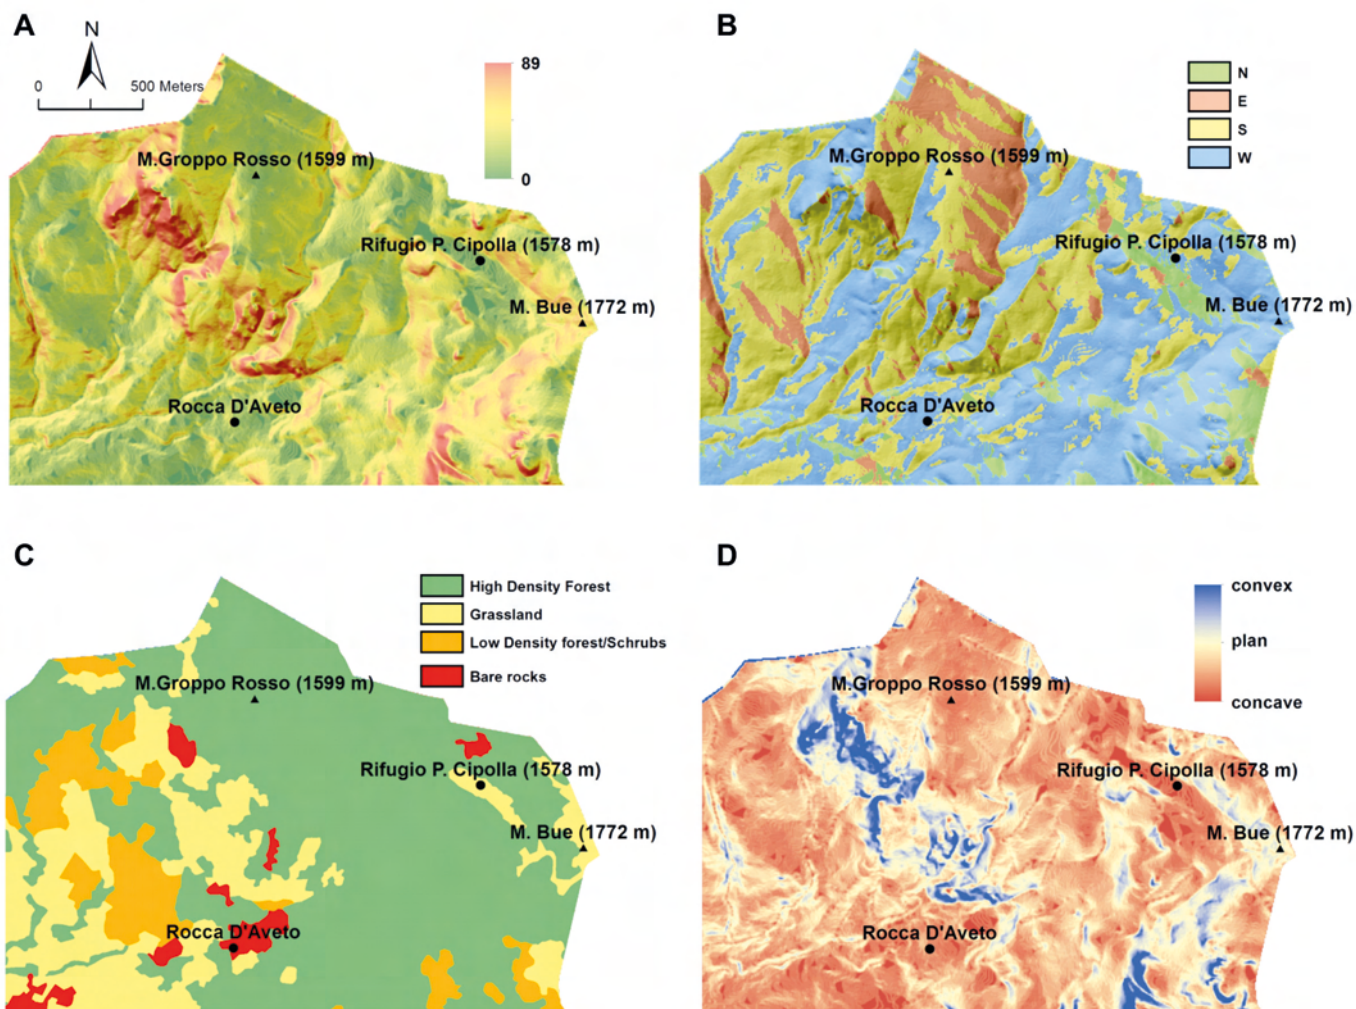 A
N
0 500 Meters
89
0
M.Groppo Rosso (1599 m)
Rifugio P. Cipolla (1578 m)
M. Bue (1772 m)
Rocca D'Aveto
B
N
E
S
W
M.Groppo Rosso (1599 m)
Rifugio P. Cipolla (1578 m)
M. Bue (1772 m)
Rocca D'Aveto
C
High Density Forest
Grassland
Low Density forest/Schrubs
Bare rocks
M.Groppo Rosso (1599 m)
Rifugio P. Cipolla (1578 m)
M. Bue (1772 m)
Rocca D'Aveto
D
convex
plan
concave
M.Groppo Rosso (1599 m)
Rifugio P. Cipolla (1578 m)
M. Bue (1772 m)
Rocca D'Aveto